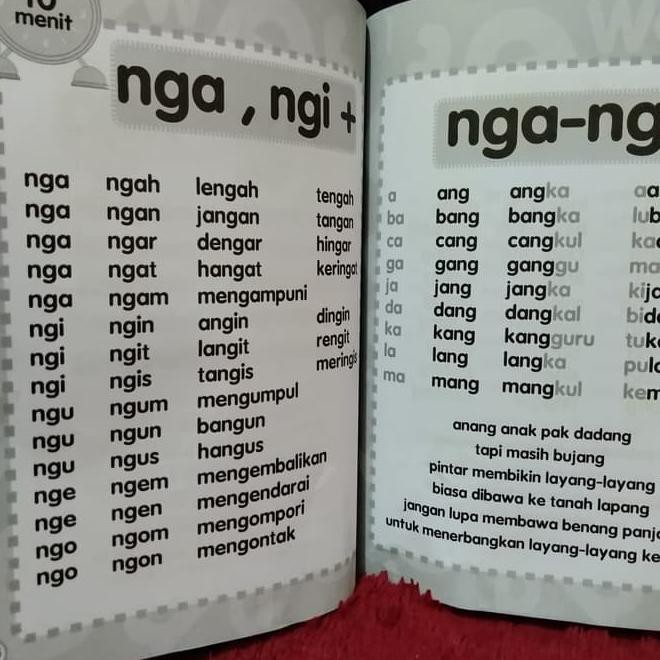 10
menit
nga , ngi +
nga ngah lengah tengah
nga ngan jangan tangan
nga ngar dengar hingar
nga ngat hangat keringat
nga ngam mengampuni
ngi ngin angin dingin
ngi ngit langit rengit
ngi ngis tangis meringis
ngu ngum mengumpul
ngu ngun bangun
ngu ngus hangus
nge ngem mengembalikan
nge ngen mengendarai
ngo ngom mengompori
ngo ngon mengontak
nga-ng
a ang angka
ba bang bangka
ca cang cangkul
ga gang ganggu
ja jang jangka
da dang dangkal
ka kang kangguru
la lang langka
ma mang mangkul
anang anak pak dadang
tapi masih bujang
pintar membikin layang-layang
biasa dibawa ke tanah lapang
jangan lupa membawa benang panj
untuk menerbangkan layang-layang ke